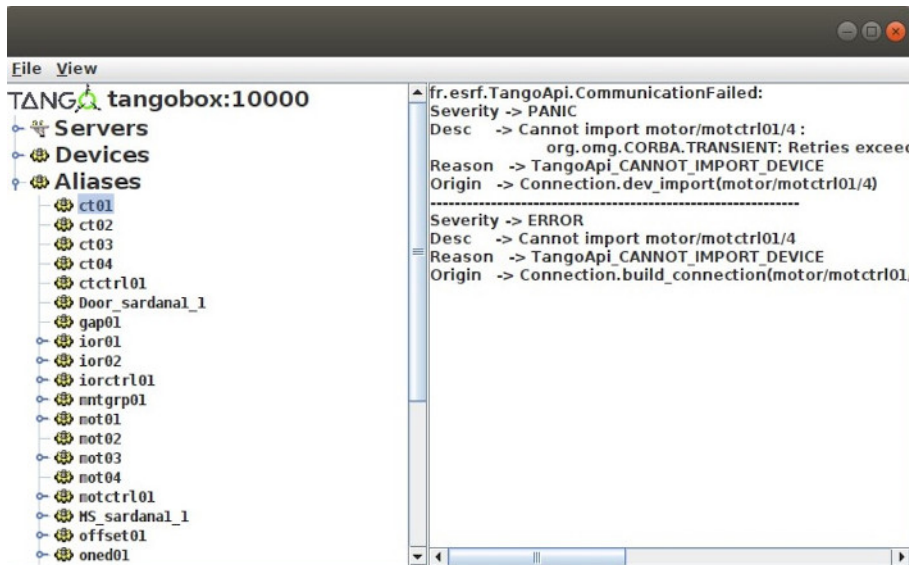 File View
TANGO tangobox:10000
Servers
Devices
Aliases
ct01
ct02
ct03
ct04
ctctrl01
Door_sardana1_1
gap01
ior01
ior02
iorctrl01
mntgrp01
mot01
mot02
mot03
mot04
motctrl01
MS_sardana1_1
offset01
oned01
fr.esrf.TangoApi.CommunicationFailed:
Severity -> PANIC
Desc -> Cannot import motor/motctrl01/4 :
org.omg.CORBA.TRANSIENT: Retries exceed
Reason -> TangoApi_CANNOT_IMPORT_DEVICE
Origin -> Connection.dev_import(motor/motctrl01/4)
-------------------------------------------------------------
Severity -> ERROR
Desc -> Cannot import motor/motctrl01/4
Reason -> TangoApi_CANNOT_IMPORT_DEVICE
Origin -> Connection.build_connection(motor/motctrl01,